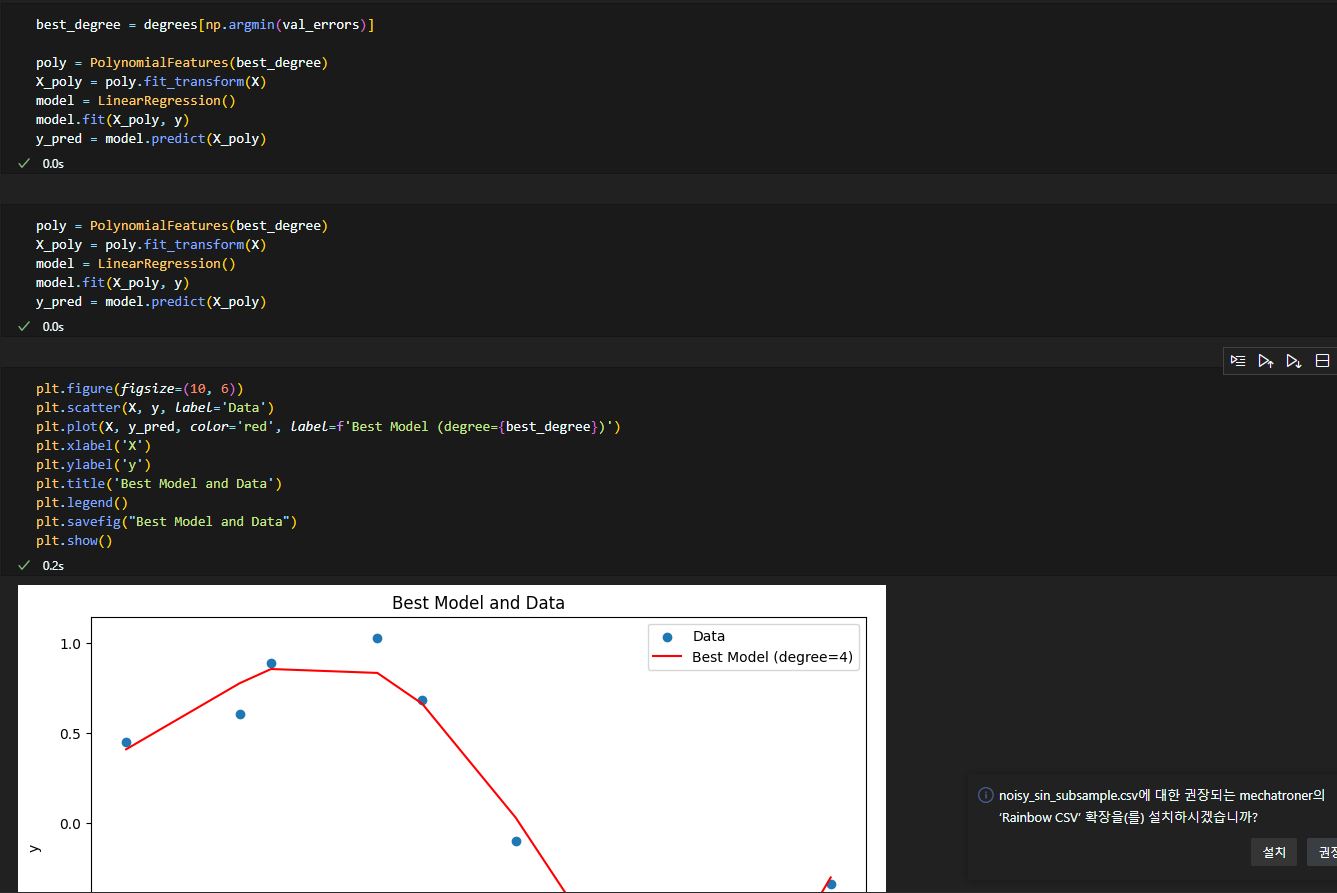 best_degree = degrees[np.argmin(val_errors)]
poly = PolynomialFeatures(best_degree)
X_poly = poly.fit_transform(X)
model = LinearRegression()
model.fit(X_poly, y)
y_pred = model.predict(X_poly)
0.0s
poly = PolynomialFeatures(best_degree)
X_poly = poly.fit_transform(X)
model = LinearRegression()
model.fit(X_poly, y)
y_pred = model.predict(X_poly)
0.0s
plt.figure(figsize=(10, 6))
plt.scatter(X, y, label='Data')
plt.plot(X, y_pred, color='red', label=f'Best Model (degree={best_degree})')
plt.xlabel('X')
plt.ylabel('y')
plt.title('Best Model and Data')
plt.legend()
plt.savefig("Best Model and Data")
plt.show()
0.2s
Best Model and Data
Data
Best Model (degree=4)
1.0
0.5
0.0
y
noisy_sin_subsample.csv에 대한 권장되는 mechatroner의
'Rainbow CSV' 확장을(를) 설치하시겠습니까?
설치